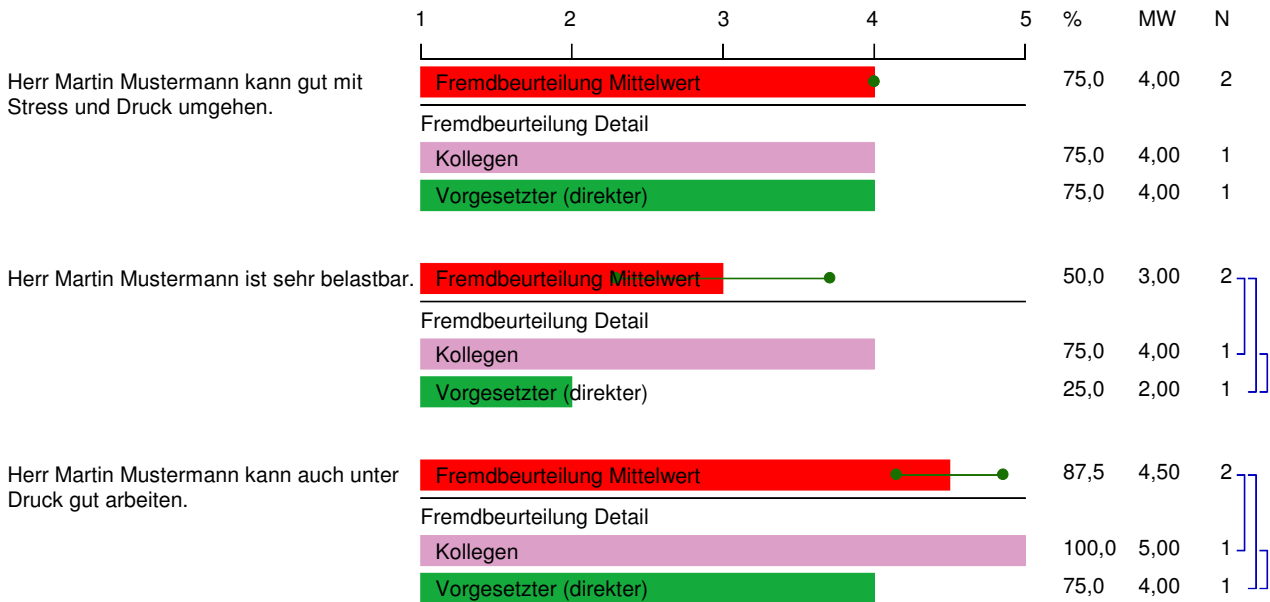 1 2 3 4 5 % MW N
Herr Martin Mustermann kann gut mit
Stress und Druck umgehen.
Fremdbeurteilung Mittelwert 75,0 4,00 2
Fremdbeurteilung Detail
Kollegen 75,0 4,00 1
Vorgesetzter (direkter) 75,0 4,00 1
Herr Martin Mustermann ist sehr belastbar. Fremdbeurteilung Mittelwert 50,0 3,00 2
Fremdbeurteilung Detail
Kollegen 75,0 4,00 1
Vorgesetzter (direkter) 25,0 2,00 1
Herr Martin Mustermann kann auch unter
Druck gut arbeiten.
Fremdbeurteilung Mittelwert 87,5 4,50 2
Fremdbeurteilung Detail
Kollegen 100,0 5,00 1
Vorgesetzter (direkter) 75,0 4,00 1